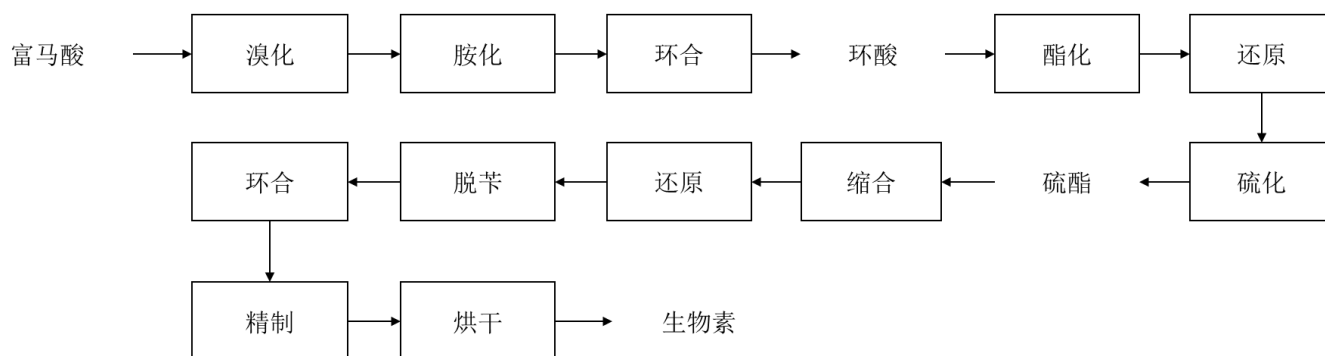 富马酸
溴化
胺化
环合
环酸
酯化
还原
硫化
硫酯
缩合
还原
脱苄
环合
精制
烘干
生物素